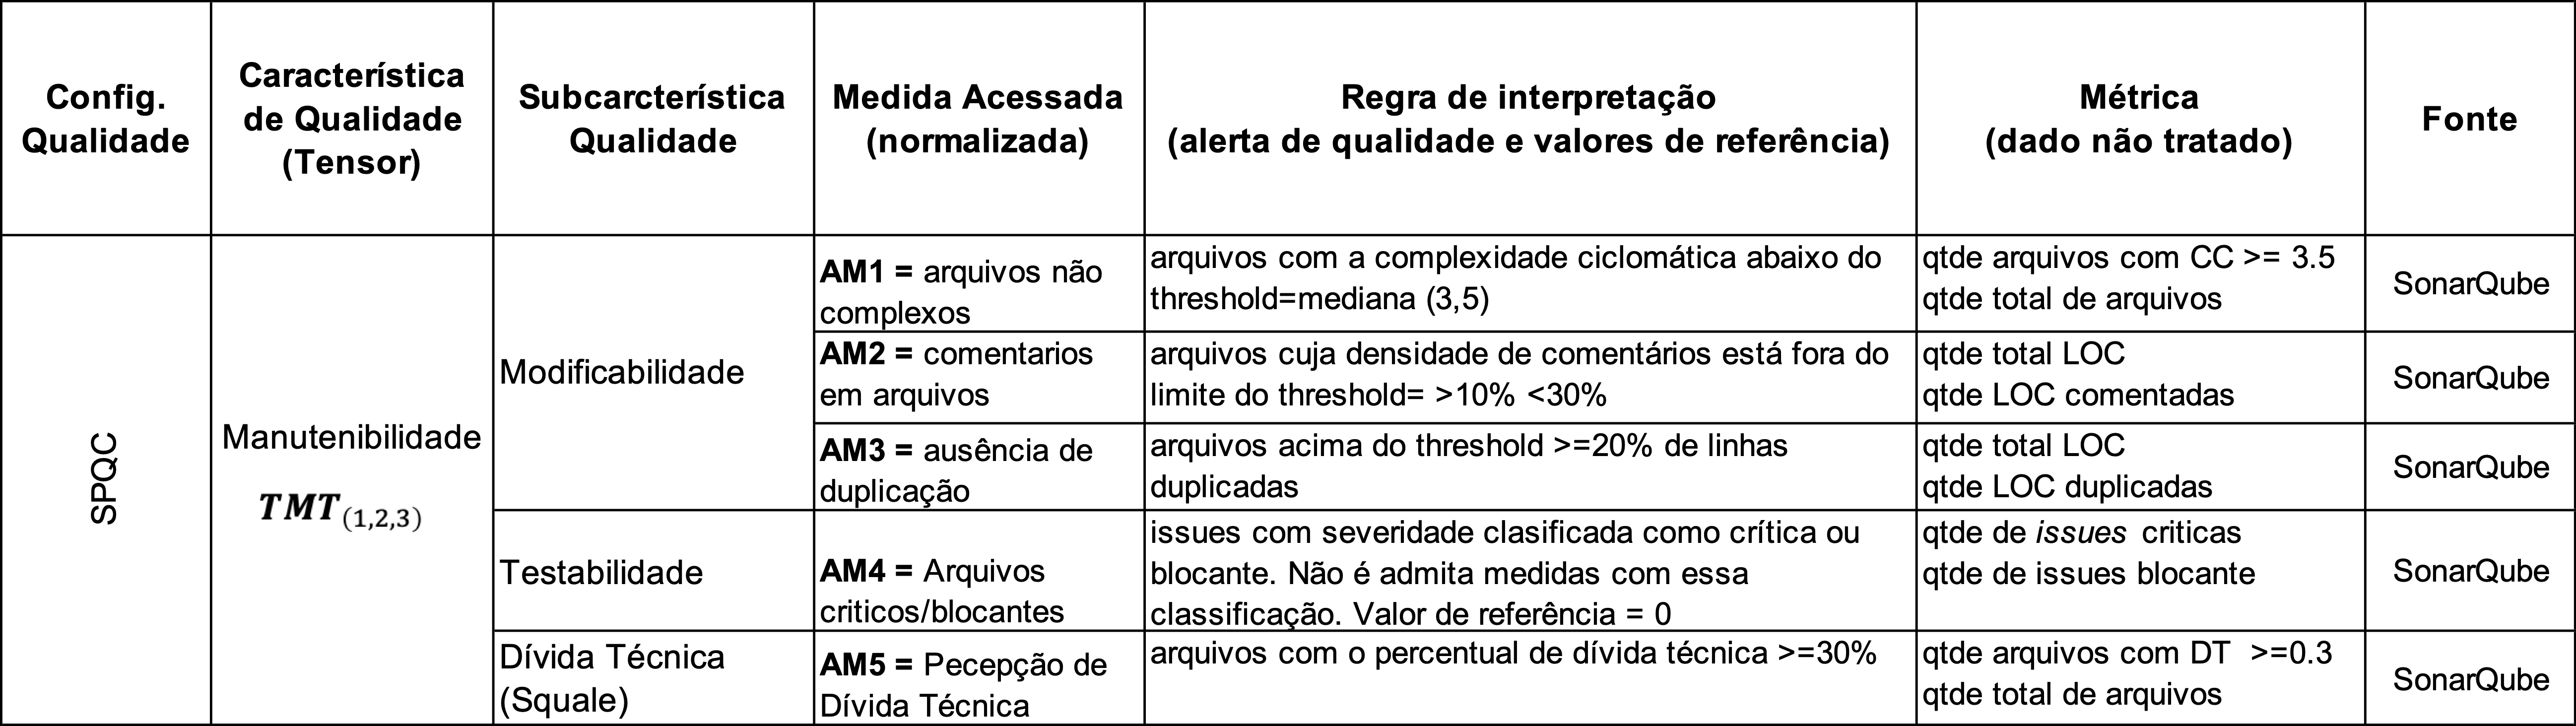 Config.
Qualidade
Característica
de Qualidade
(Tensor)
Subcarcterística
Qualidade
Medida Acessada
(normalizada)
Regra de interpretação
(alerta de qualidade e valores de referência)
Métrica
(dado não tratado)
Fonte
SPQC
Manutenibilidade
TMT(1,2,3)
Modificabilidade
AM1 = arquivos não
complexos
arquivos com a complexidade ciclomática abaixo do
threshold=mediana (3,5)
qtde arquivos com CC >= 3.5
qtde total de arquivos
SonarQube
AM2 = comentarios
em arquivos
arquivos cuja densidade de comentários está fora do
limite do threshold= >10% <30%
qtde total LOC
qtde LOC comentadas
SonarQube
AM3 = ausência de
duplicação
arquivos acima do threshold >=20% de linhas
duplicadas
qtde total LOC
qtde LOC duplicadas
SonarQube
Testabilidade
AM4 = Arquivos
criticos/blocantes
issues com severidade classificada como crítica ou
blocante. Não é admita medidas com essa
classificação. Valor de referência = 0
qtde de issues criticas
qtde de issues blocante
SonarQube
Dívida Técnica
(Squale)
AM5 = Pecepção de
Dívida Técnica
arquivos com o percentual de dívida técnica >=30%
qtde arquivos com DT >=0.3
qtde total de arquivos
SonarQube